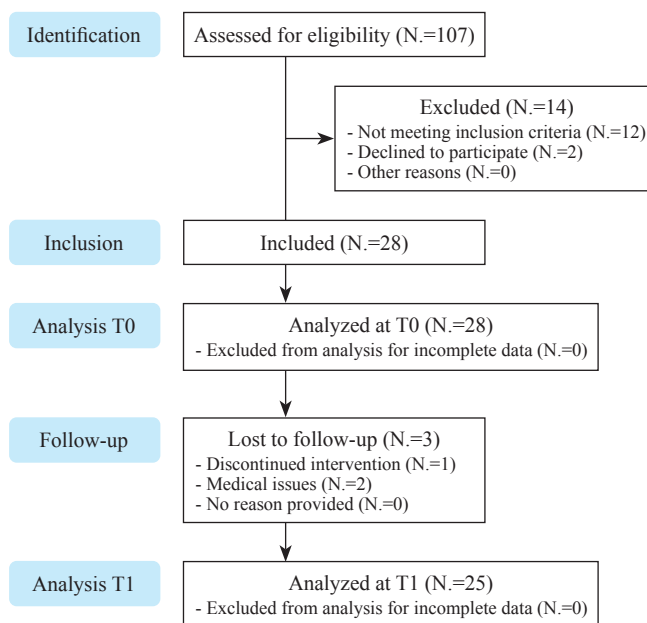 Identification
Assessed for eligibility (N.=107)
Excluded (N.=14)
- Not meeting inclusion criteria (N.=12)
- Declined to participate (N.=2)
- Other reasons (N.=0)
Inclusion
Included (N.=28)
Analysis T0
Analyzed at T0 (N.=28)
- Excluded from analysis for incomplete data (N.=0)
Follow-up
Lost to follow-up (N.=3)
- Discontinued intervention (N.=1)
- Medical issues (N.=2)
- No reason provided (N.=0)
Analysis T1
Analyzed at T1 (N.=25)
- Excluded from analysis for incomplete data (N.=0)